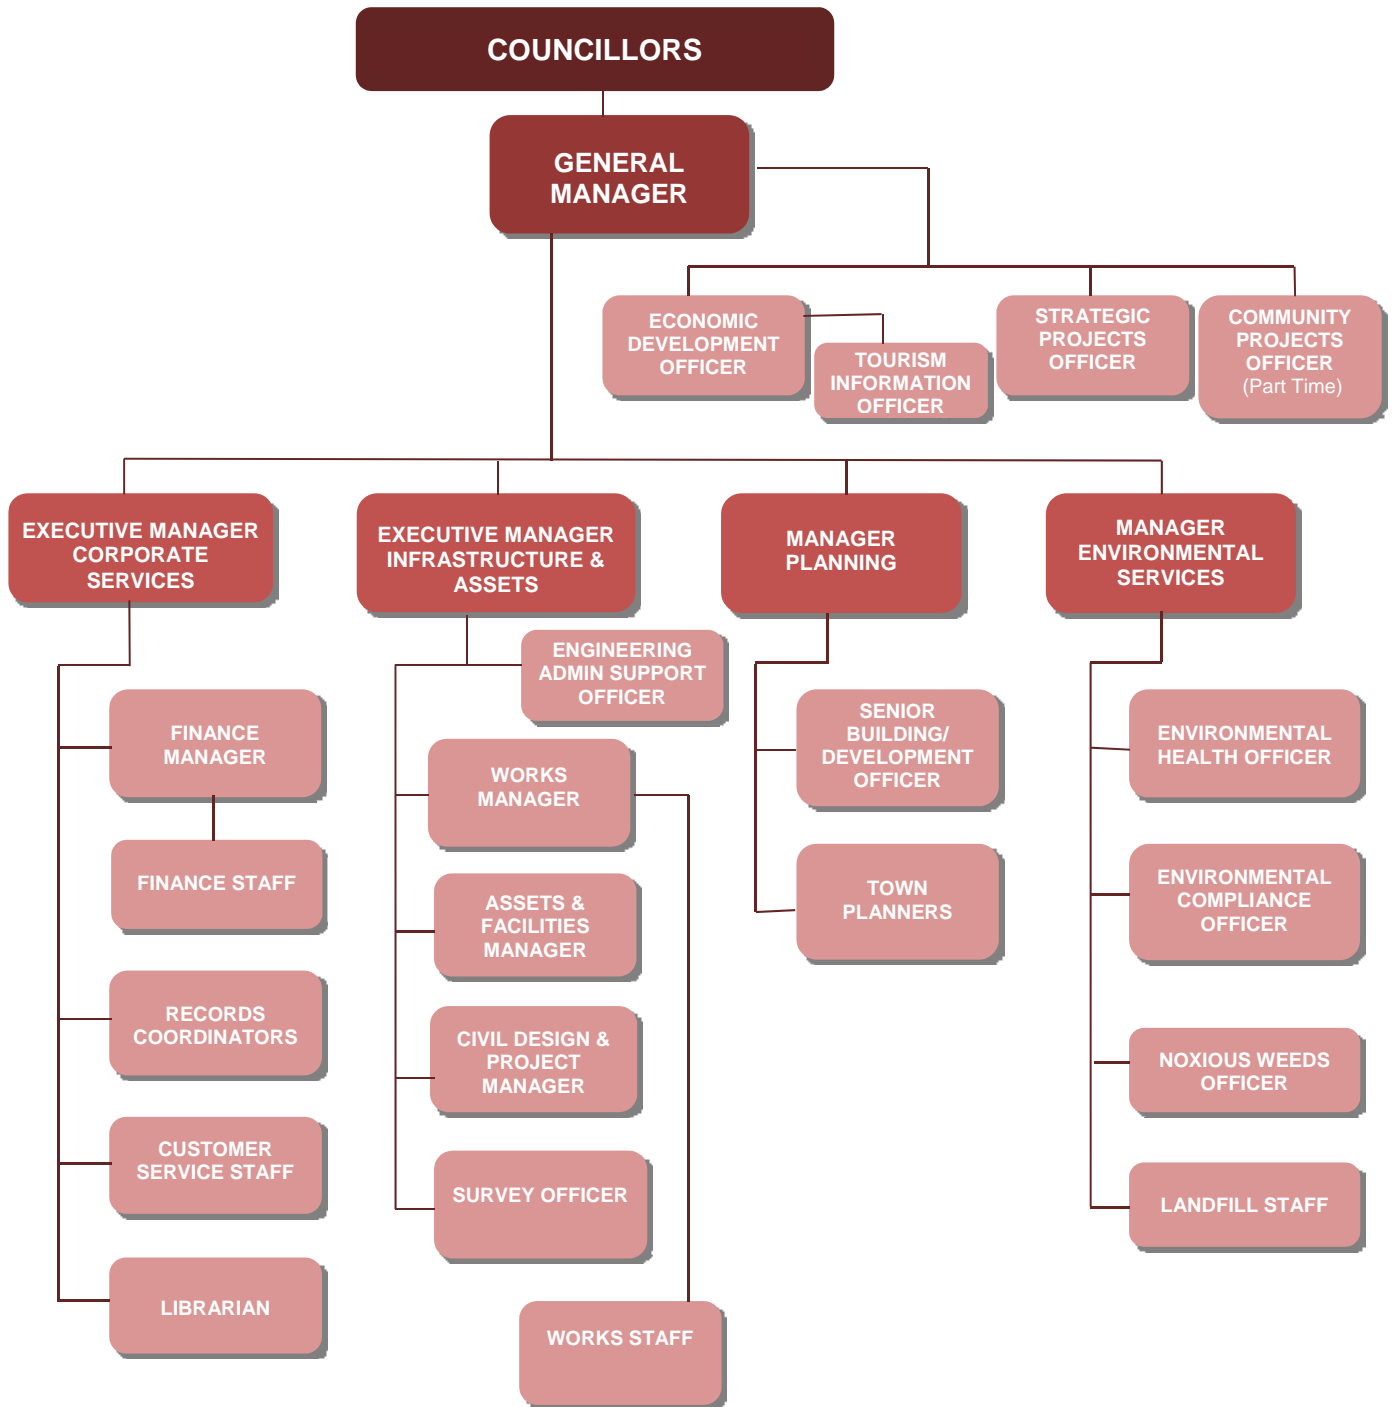 COUNCILLORS
GENERAL
MANAGER
ECONOMIC
DEVELOPMENT
OFFICER
TOURISM
INFORMATION
OFFICER
STRATEGIC
PROJECTS
OFFICER
COMMUNITY
PROJECTS
OFFICER
(Part Time)
EXECUTIVE MANAGER
CORPORATE
SERVICES
EXECUTIVE MANAGER
INFRASTRUCTURE &
ASSETS
MANAGER
PLANNING
MANAGER
ENVIRONMENTAL
SERVICES
FINANCE
MANAGER
FINANCE STAFF
RECORDS
COORDINATORS
CUSTOMER
SERVICE STAFF
LIBRARIAN
ENGINEERING
ADMIN SUPPORT
OFFICER
WORKS
MANAGER
ASSETS &
FACILITIES
MANAGER
CIVIL DESIGN &
PROJECT
MANAGER
SURVEY OFFICER
WORKS STAFF
SENIOR
BUILDING/
DEVELOPMENT
OFFICER
TOWN
PLANNERS
ENVIRONMENTAL
HEALTH OFFICER
ENVIRONMENTAL
COMPLIANCE
OFFICER
NOXIOUS WEEDS
OFFICER
LANDFILL STAFF